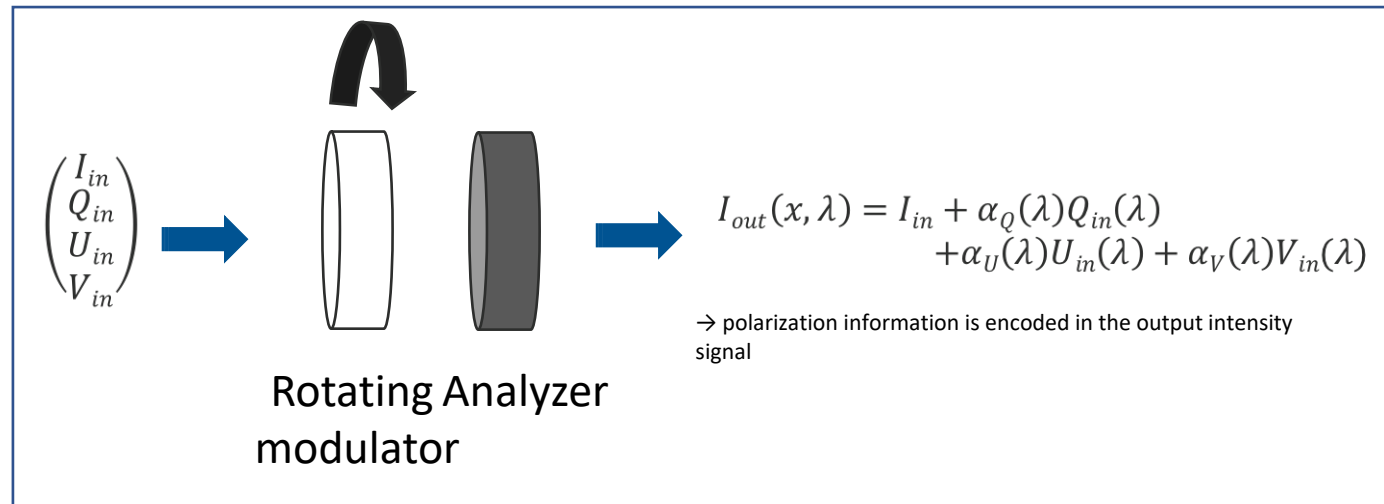 I_in
Q_in
U_in
V_in
I_out(x, λ) = I_in + α_Q(λ)Q_in(λ)
+α_U(λ)U_in(λ) + α_V(λ)V_in(λ)
→ polarization information is encoded in the output intensity
signal
Rotating Analyzer
modulator